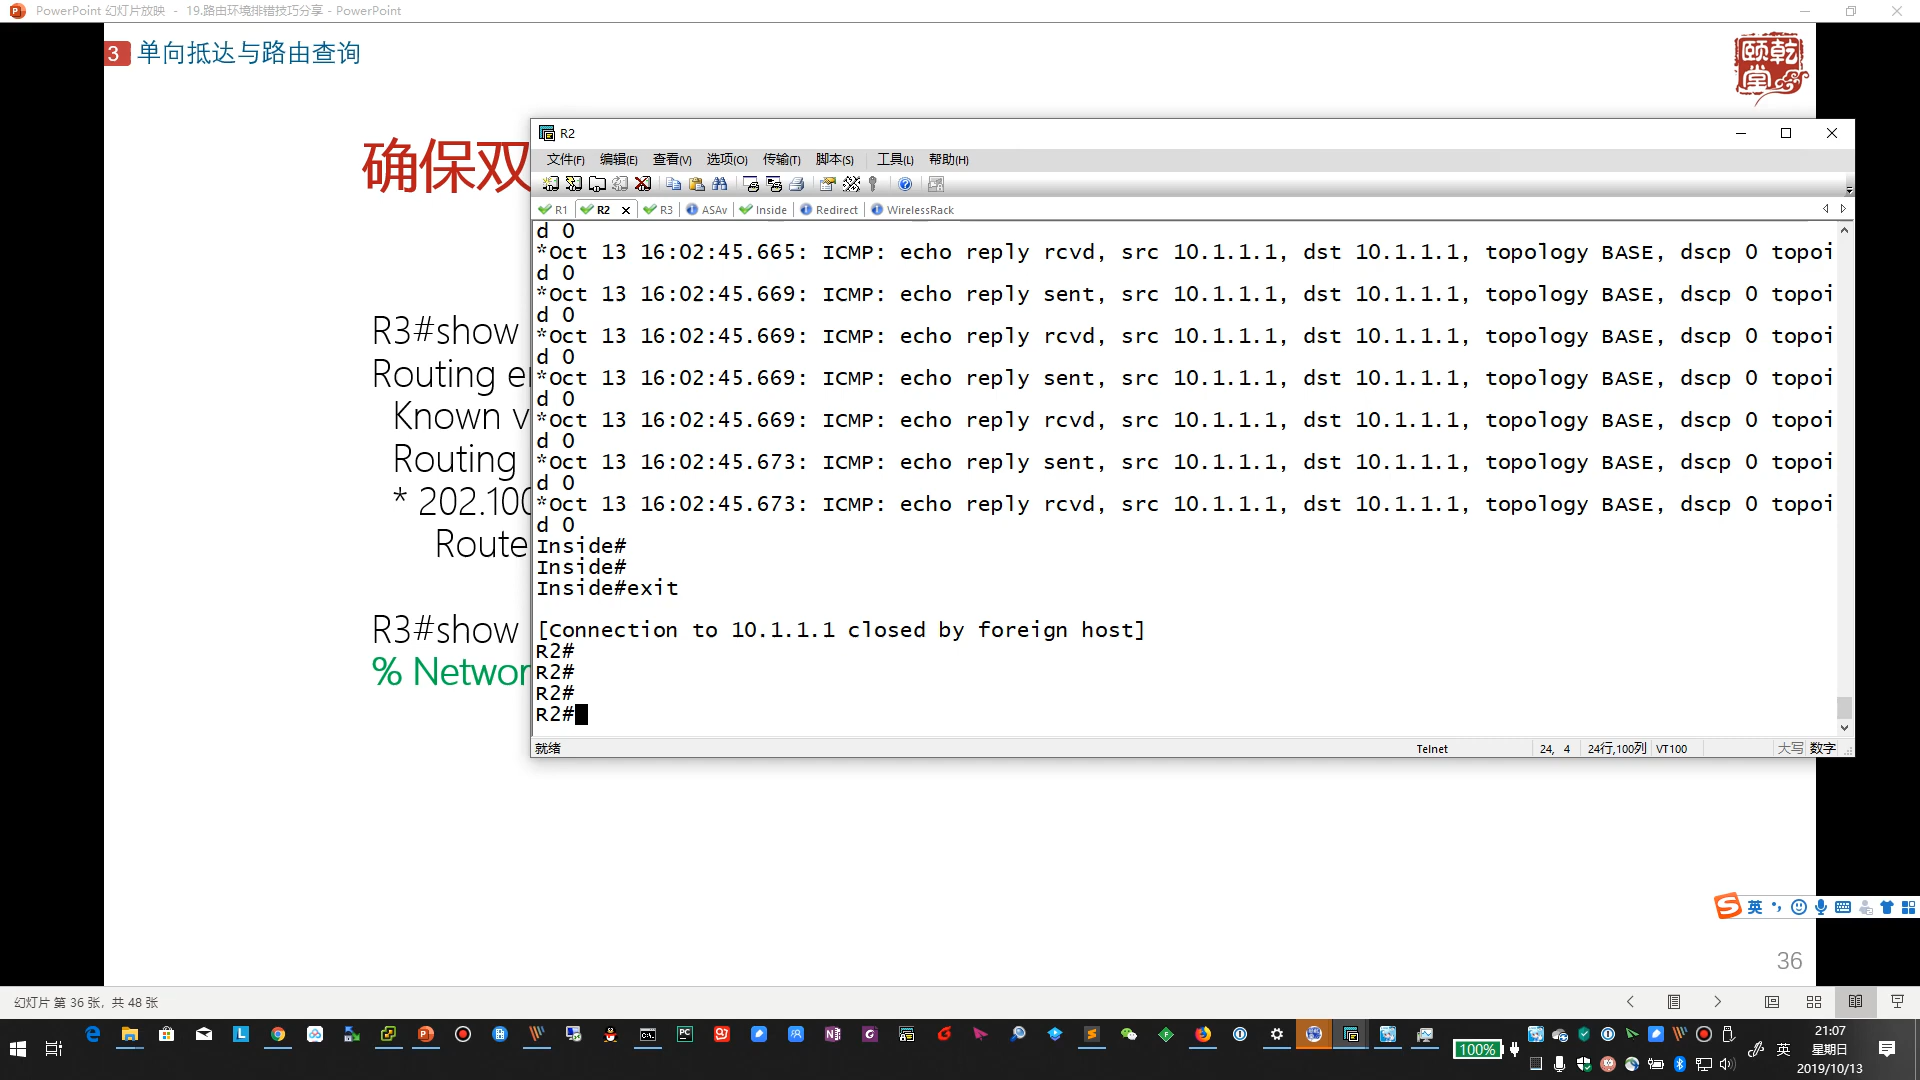 PowerPoint 幻灯片放映 - 19.路由环境排错技巧分享 - PowerPoint
3 单向抵达与路由查询
颐乾堂
确保双
R3#show
Routing e
Known v
Routing
* 202.100
Route
R3#show
% Networ
R2
文件(F) 编辑(E) 查看(V) 选项(O) 传输(T) 脚本(S) 工具(L) 帮助(H)
R1 R2 R3 ASAv Inside Redirect WirelessRack
d 0
*Oct 13 16:02:45.665: ICMP: echo reply rcvd, src 10.1.1.1, dst 10.1.1.1, topology BASE, dscp 0 topoi
d 0
*Oct 13 16:02:45.669: ICMP: echo reply sent, src 10.1.1.1, dst 10.1.1.1, topology BASE, dscp 0 topoi
d 0
*Oct 13 16:02:45.669: ICMP: echo reply rcvd, src 10.1.1.1, dst 10.1.1.1, topology BASE, dscp 0 topoi
d 0
*Oct 13 16:02:45.669: ICMP: echo reply sent, src 10.1.1.1, dst 10.1.1.1, topology BASE, dscp 0 topoi
d 0
*Oct 13 16:02:45.669: ICMP: echo reply rcvd, src 10.1.1.1, dst 10.1.1.1, topology BASE, dscp 0 topoi
d 0
*Oct 13 16:02:45.673: ICMP: echo reply sent, src 10.1.1.1, dst 10.1.1.1, topology BASE, dscp 0 topoi
d 0
*Oct 13 16:02:45.673: ICMP: echo reply rcvd, src 10.1.1.1, dst 10.1.1.1, topology BASE, dscp 0 topoi
d 0
Inside#
Inside#
Inside#exit
[Connection to 10.1.1.1 closed by foreign host]
R2#
R2#
R2#
R2#
就绪 Telnet 24, 4 24行,100列 VT100 大写 数字
英
36
幻灯片 第 36 张，共 48 张
100%
英
21:07
星期日
2019/10/13